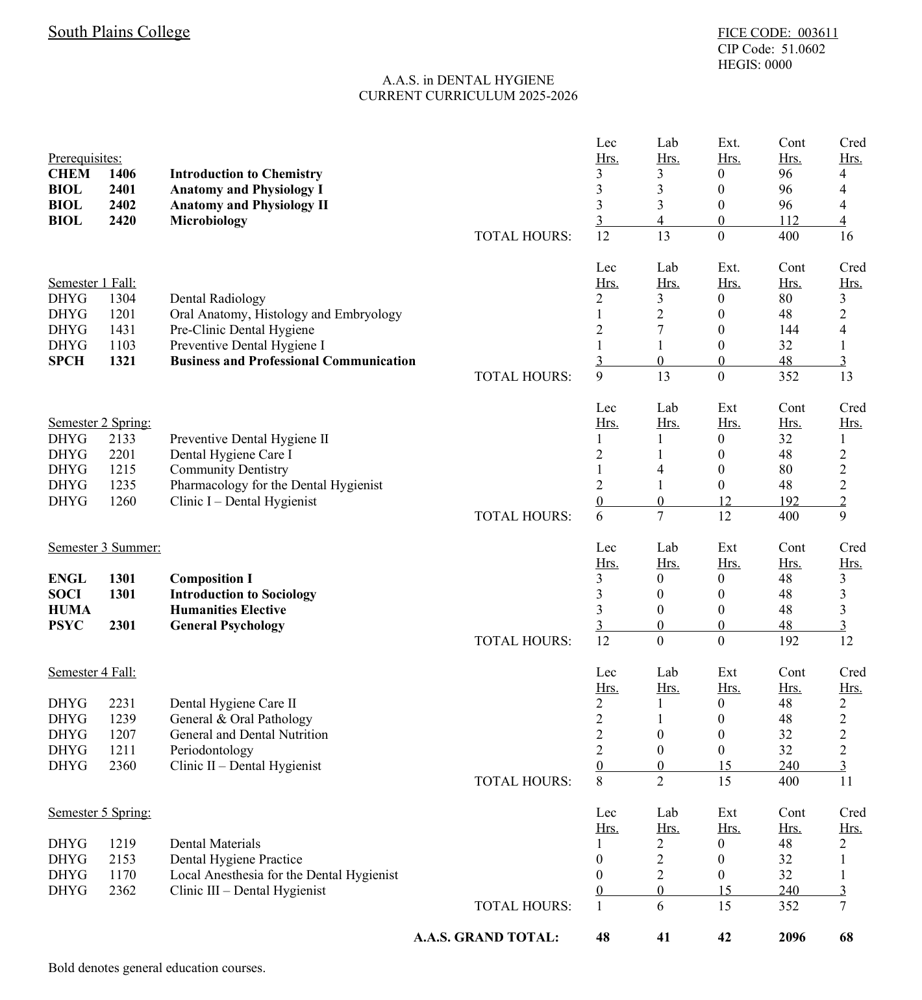 South Plains College FICE CODE: 003611
CIP Code: 51.0602
HEGIS: 0000
A.A.S. in DENTAL HYGIENE
CURRENT CURRICULUM 2025-2026
Lec Lab Ext. Cont Cred
Prerequisites: Hrs. Hrs. Hrs. Hrs. Hrs.
CHEM 1406 Introduction to Chemistry 3 3 0 96 4
BIOL 2401 Anatomy and Physiology I 3 3 0 96 4
BIOL 2402 Anatomy and Physiology II 3 3 0 96 4
BIOL 2420 Microbiology 3 4 0 112 4
TOTAL HOURS: 12 13 0 400 16
Lec Lab Ext. Cont Cred
Semester 1 Fall: Hrs. Hrs. Hrs. Hrs. Hrs.
DHYG 1304 Dental Radiology 2 3 0 80 3
DHYG 1201 Oral Anatomy, Histology and Embryology 1 2 0 48 2
DHYG 1431 Pre-Clinic Dental Hygiene 2 7 0 144 4
DHYG 1103 Preventive Dental Hygiene I 1 1 0 32 1
SPCH 1321 Business and Professional Communication 3 0 0 48 3
TOTAL HOURS: 9 13 0 352 13
Lec Lab Ext Cont Cred
Semester 2 Spring: Hrs. Hrs. Hrs. Hrs. Hrs.
DHYG 2133 Preventive Dental Hygiene II 1 1 0 32 1
DHYG 2201 Dental Hygiene Care I 2 1 0 48 2
DHYG 1215 Community Dentistry 1 4 0 80 2
DHYG 1235 Pharmacology for the Dental Hygienist 2 1 0 48 2
DHYG 1260 Clinic I – Dental Hygienist 0 0 12 192 2
TOTAL HOURS: 6 7 12 400 9
Semester 3 Summer: Lec Lab Ext Cont Cred
Hrs. Hrs. Hrs. Hrs. Hrs.
ENGL 1301 Composition I 3 0 0 48 3
SOCI 1301 Introduction to Sociology 3 0 0 48 3
HUMA Humanities Elective 3 0 0 48 3
PSYC 2301 General Psychology 3 0 0 48 3
TOTAL HOURS: 12 0 0 192 12
Semester 4 Fall: Lec Lab Ext Cont Cred
Hrs. Hrs. Hrs. Hrs. Hrs.
DHYG 2231 Dental Hygiene Care II 2 1 0 48 2
DHYG 1239 General & Oral Pathology 2 1 0 48 2
DHYG 1207 General and Dental Nutrition 2 0 0 32 2
DHYG 1211 Periodontology 2 0 0 32 2
DHYG 2360 Clinic II – Dental Hygienist 0 0 15 240 3
TOTAL HOURS: 8 2 15 400 11
Semester 5 Spring: Lec Lab Ext Cont Cred
Hrs. Hrs. Hrs. Hrs. Hrs.
DHYG 1219 Dental Materials 1 2 0 48 2
DHYG 2153 Dental Hygiene Practice 0 2 0 32 1
DHYG 1170 Local Anesthesia for the Dental Hygienist 0 2 0 32 1
DHYG 2362 Clinic III – Dental Hygienist 0 0 15 240 3
TOTAL HOURS: 1 6 15 352 7
A.A.S. GRAND TOTAL: 48 41 42 2096 68
Bold denotes general education courses.